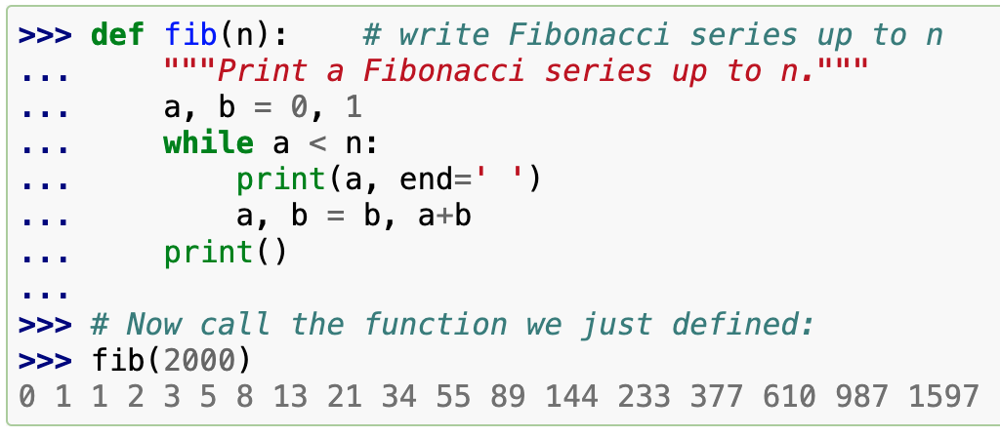 >>> def fib(n):    # write Fibonacci series up to n
...     """Print a Fibonacci series up to n."""
...     a, b = 0, 1
...     while a < n:
...         print(a, end=' ')
...         a, b = b, a+b
...     print()
...
>>> # Now call the function we just defined:
>>> fib(2000)
0 1 1 2 3 5 8 13 21 34 55 89 144 233 377 610 987 1597